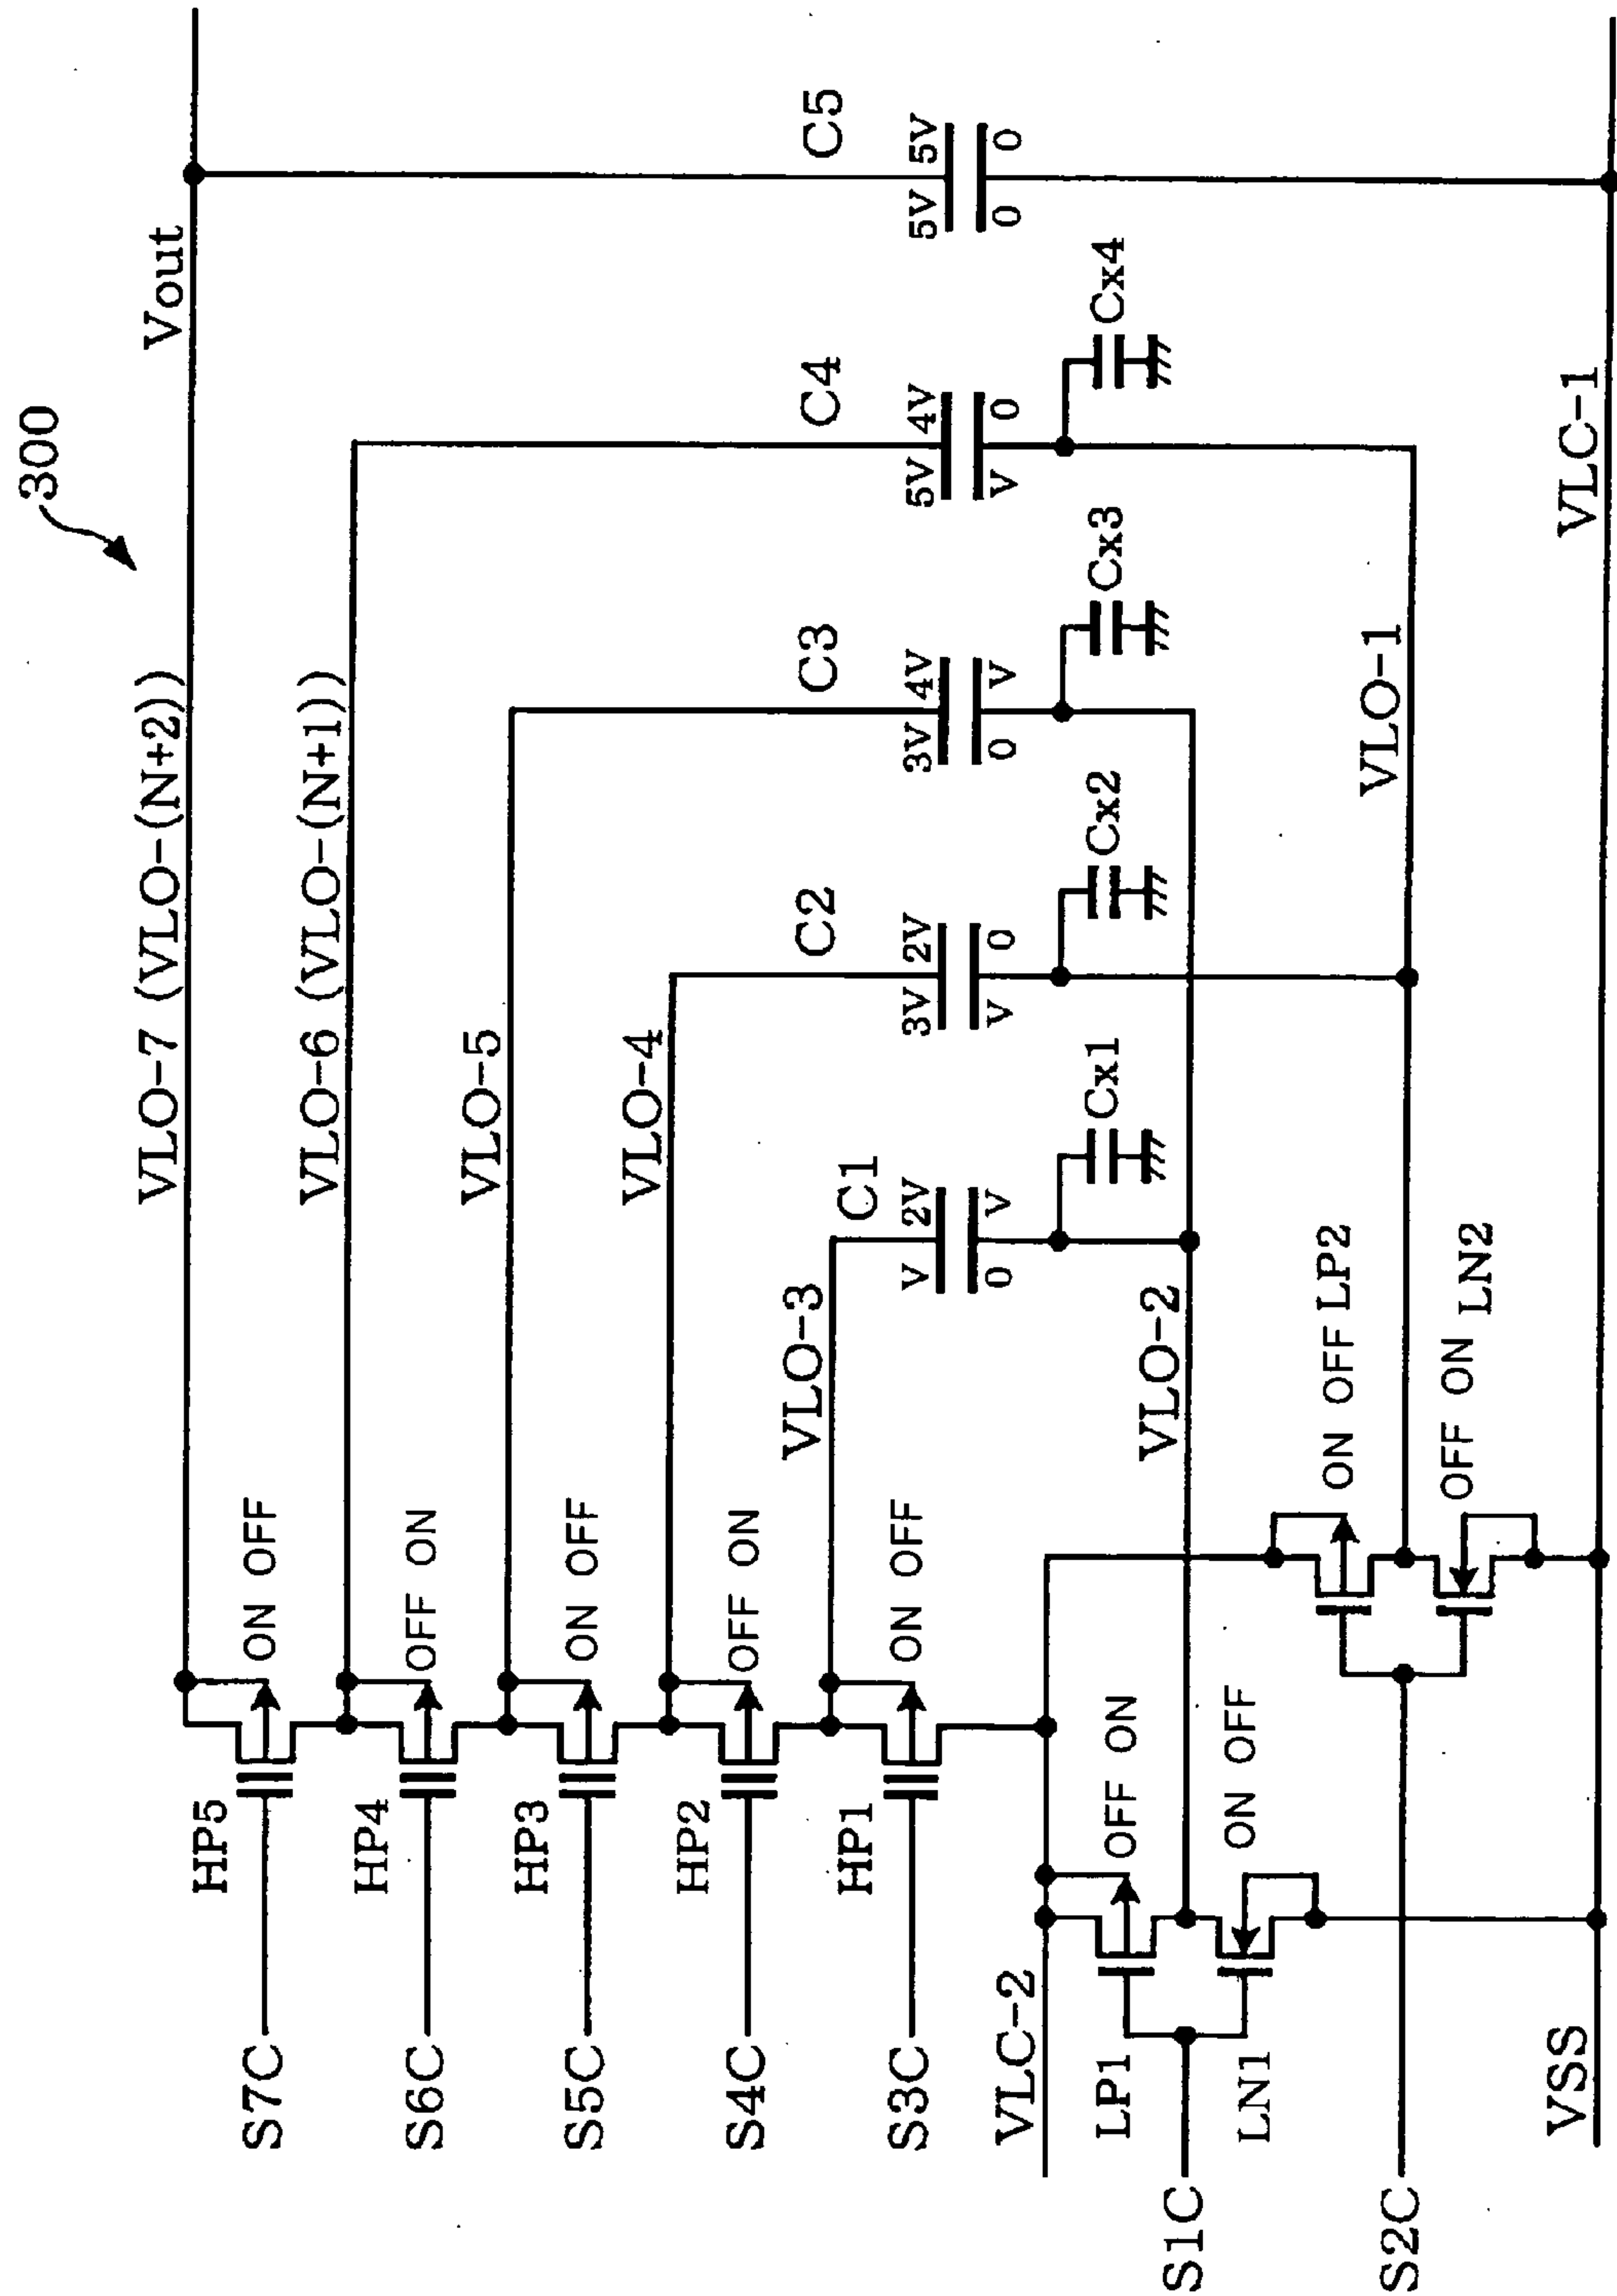 300
VLO-7 (VLO-(N+2))
Vout
S7C
HP5
ON OFF
VLO-6 (VLO-(N+1))
S6C
HP4
OFF ON
VLO-5
S5C
HP3
ON OFF
VLO-4
S4C
HP2
OFF ON
VLO-3
S3C
HP1
ON OFF
C1
V 2V
0 V
Cx1
C2
3V 2V
V 0
Cx2
C3
3V 4V
0 V
Cx3
C4
5V 4V
V 0
Cx4
C5
5V 5V
0 0
VLC-2
LP1
OFF ON
VLO-2
S1C
LN1
ON OFF
ON OFF LP2
VLO-1
S2C
OFF ON LN2
VSS
VLC-1